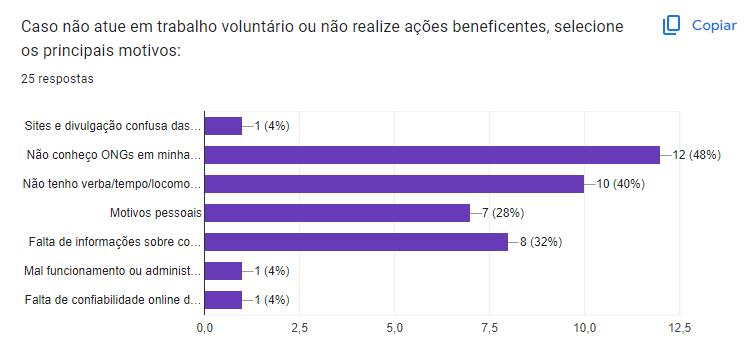 Caso não atue em trabalho voluntário ou não realize ações beneficentes, selecione
os principais motivos:
Copiar
25 respostas
Sites e divulgação confusa das...
1 (4%)
Não conheço ONGs em minha...
12 (48%)
Não tenho verba/tempo/locomo...
10 (40%)
Motivos pessoais
7 (28%)
Falta de informações sobre co...
8 (32%)
Mal funcionamento ou administ...
1 (4%)
Falta de confiabilidade online d...
1 (4%)
0,0 2,5 5,0 7,5 10,0 12,5